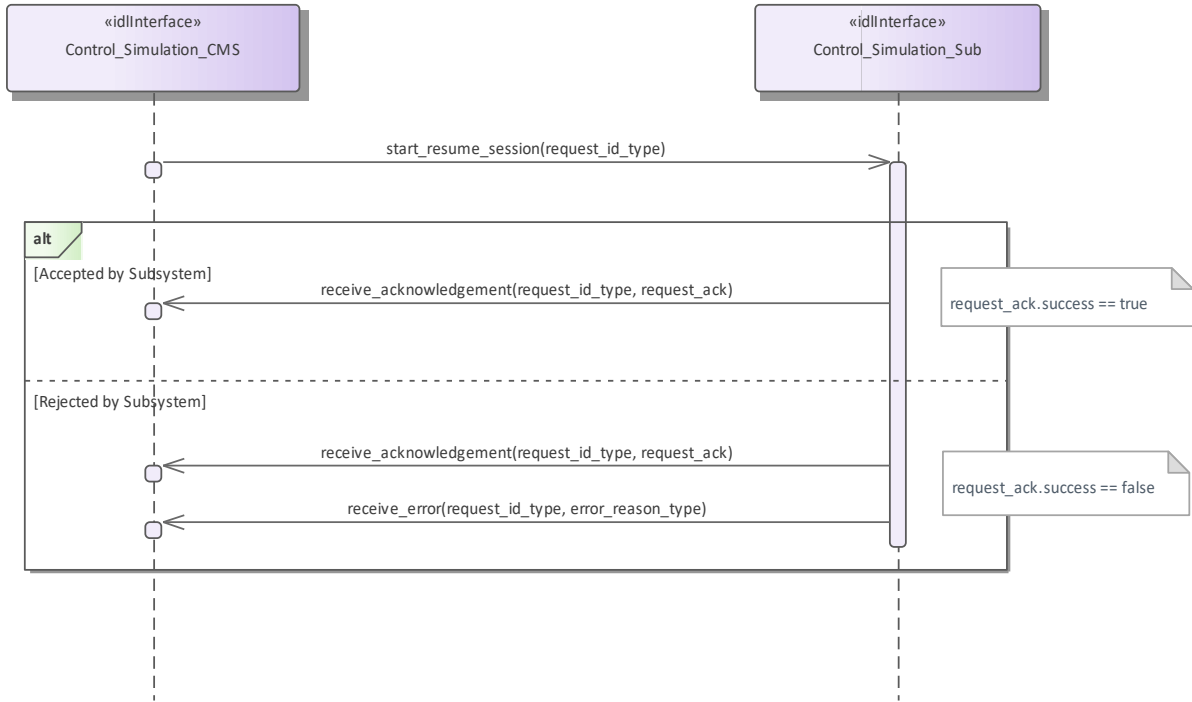 «idlInterface»
Control_Simulation_CMS
«idlInterface»
Control_Simulation_Sub
start_resume_session(request_id_type)
alt
[Accepted by Subsystem]
receive_acknowledgement(request_id_type, request_ack)
request_ack.success == true
[Rejected by Subsystem]
receive_acknowledgement(request_id_type, request_ack)
request_ack.success == false
receive_error(request_id_type, error_reason_type)